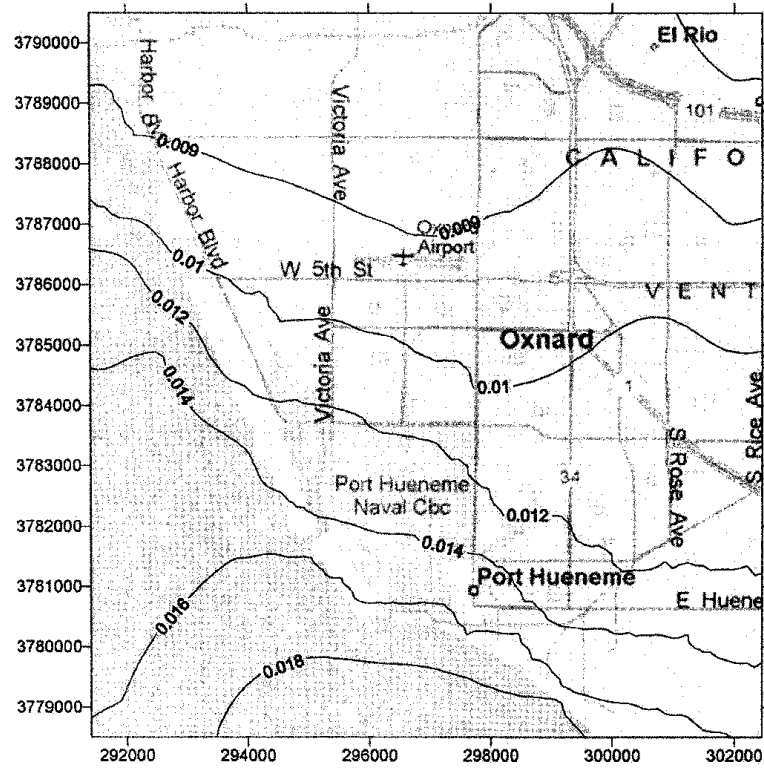 3790000
3789000
3788000
3787000
3786000
3785000
3784000
3783000
3782000
3781000
3780000
3779000
292000 294000 296000 298000 300000 302000
El Rio
101
Harbor Blvd
Harbor Blvd
Victoria Ave
0.009
C A L I F O
0.009
Airport
W 5th St
0.01
V E N T
0.012
Victoria Ave
Oxnard
0.014
0.01
1
S Rice Ave
S Rose Ave
34
Port Hueneme
Naval Cbc
0.012
0.014
Port Hueneme
E Huene
0.016
0.018